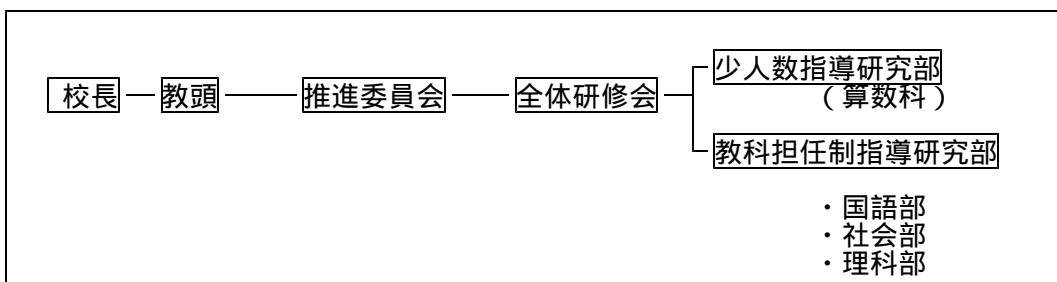 校長 教頭 推進委員会 全体研修会 少人数指導研究部
(算数科)
教科担任制指導研究部
・国語部
・社会部
・理科部